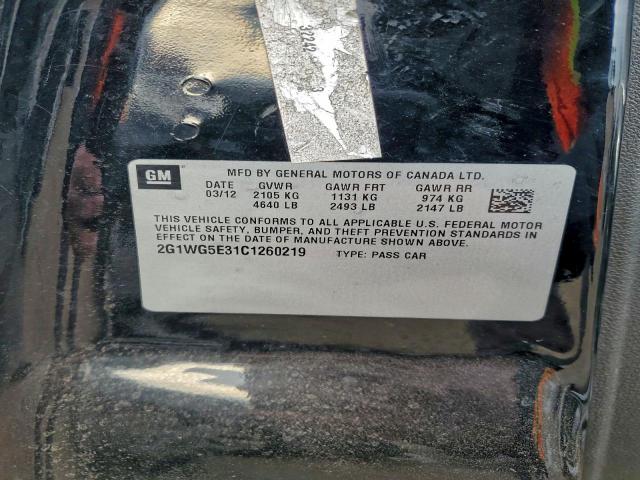 32242
GM
MFD BY GENERAL MOTORS OF CANADA LTD.
DATE GVWR GAWR FRT GAWR RR
03/12 2105 KG 1131 KG 974 KG
4640 LB 2493 LB 2147 LB
THIS VEHICLE CONFORMS TO ALL APPLICABLE U.S. FEDERAL MOTOR
VEHICLE SAFETY, BUMPER, AND THEFT PREVENTION STANDARDS IN
EFFECT ON THE DATE OF MANUFACTURE SHOWN ABOVE.
2G1WG5E31C1260219 TYPE: PASS CAR